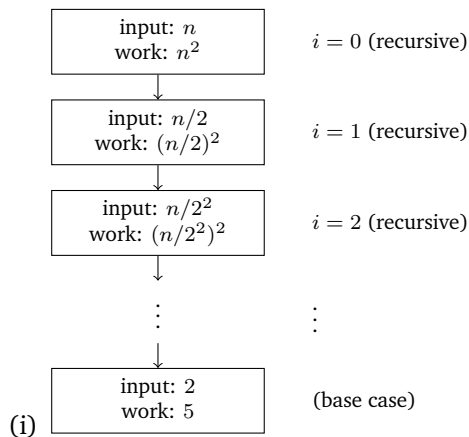 input: n
work: n²
i = 0 (recursive)
input: n/2
work: (n/2)²
i = 1 (recursive)
input: n/2²
work: (n/2²)²
i = 2 (recursive)
⋮ ⋮
input: 2
work: 5
(base case)
(i)